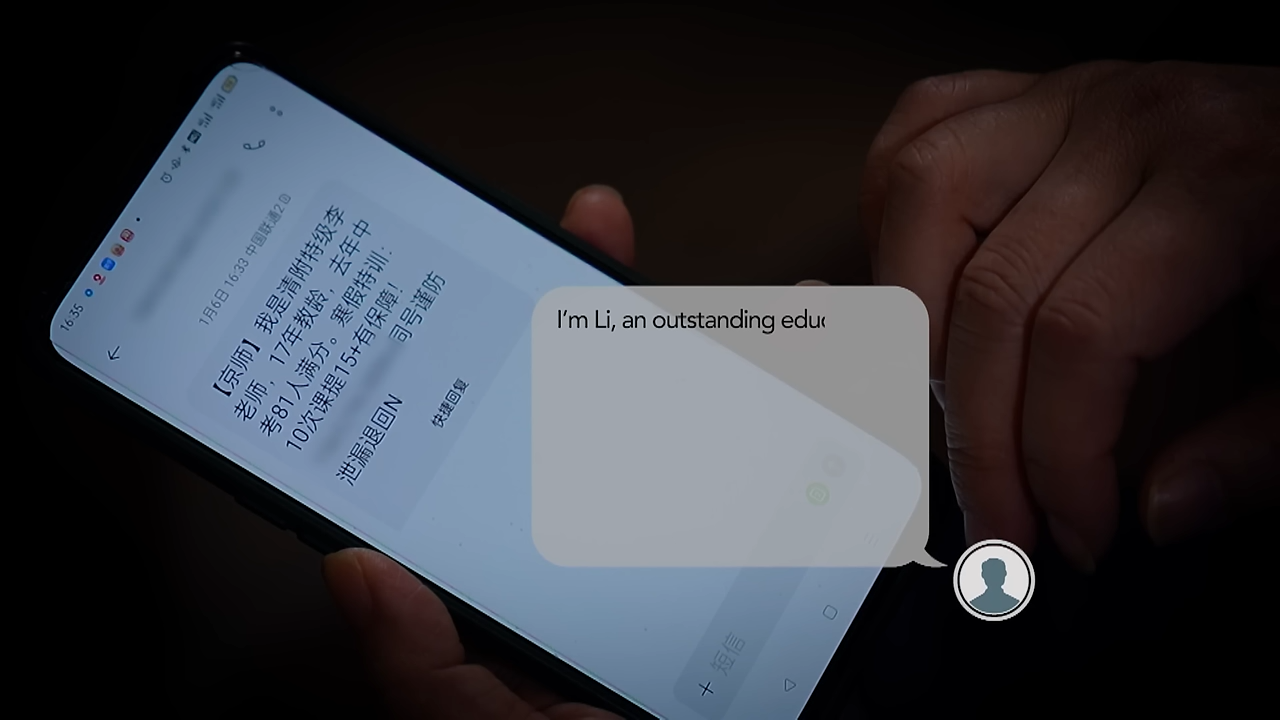 16:35
1月6日 16:33 中国联通2
【京师】我是清附特级李
老师，17年教龄，去年中
考81人满分。寒假特训：
10次课提15+有保障！
司号谨防
泄漏退回N
快捷回复
短信
I'm Li, an outstanding edu